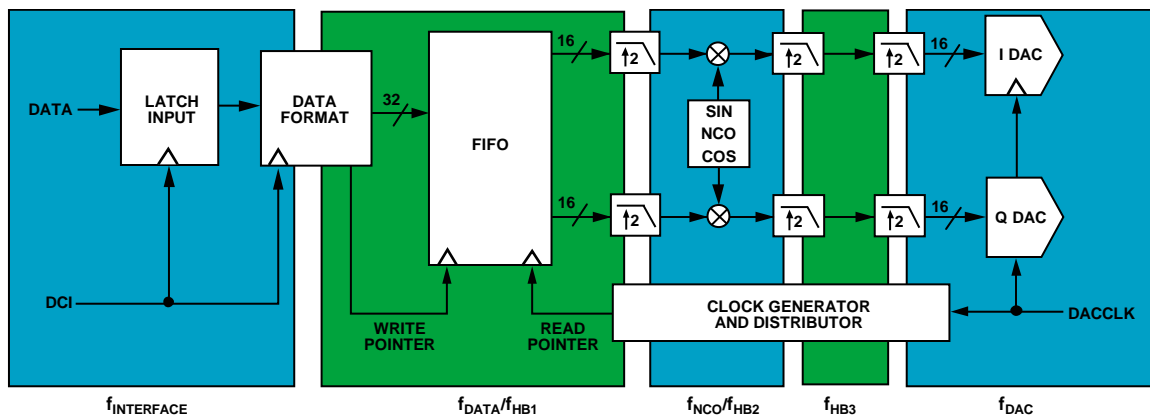 DATA
LATCH
INPUT
DATA
FORMAT
32
FIFO
16
16
2
2
SIN
NCO
COS
2
2
2
2
16
16
I DAC
Q DAC
DCI
WRITE
POINTER
READ
POINTER
CLOCK GENERATOR
AND DISTRIBUTOR
DACCLK
fINTERFACE
fDATA/fHB1
fNCO/fHB2
fHB3
fDAC